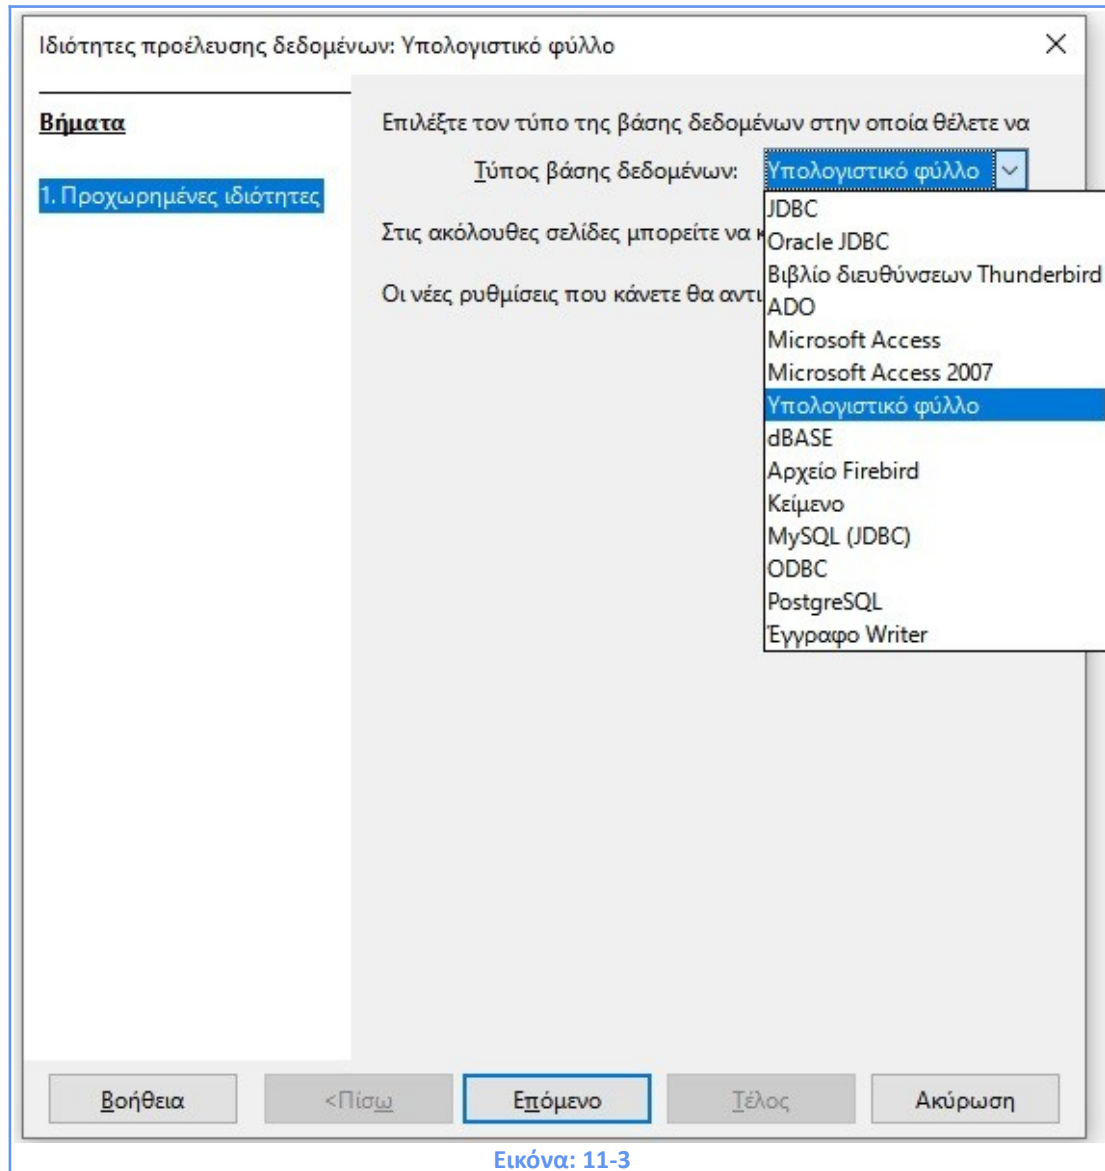 Ιδιότητες προέλευσης δεδομένων: Υπολογιστικό φύλλο
Βήματα
1. Προχωρημένες ιδιότητες
Επιλέξτε τον τύπο της βάσης δεδομένων στην οποία θέλετε να
Τύπος βάσης δεδομένων: Υπολογιστικό φύλλο
Στις ακόλουθες σελίδες μπορείτε να
Οι νέες ρυθμίσεις που κάνετε θα
JDBC
Oracle JDBC
Βιβλίο διευθύνσεων Thunderbird
ADO
Microsoft Access
Microsoft Access 2007
Υπολογιστικό φύλλο
dBASE
Αρχείο Firebird
Κείμενο
MySQL (JDBC)
ODBC
PostgreSQL
Έγγραφο Writer
Βοήθεια
<Πίσω
Επόμενο
Τέλος
Ακύρωση
Εικόνα: 11-3